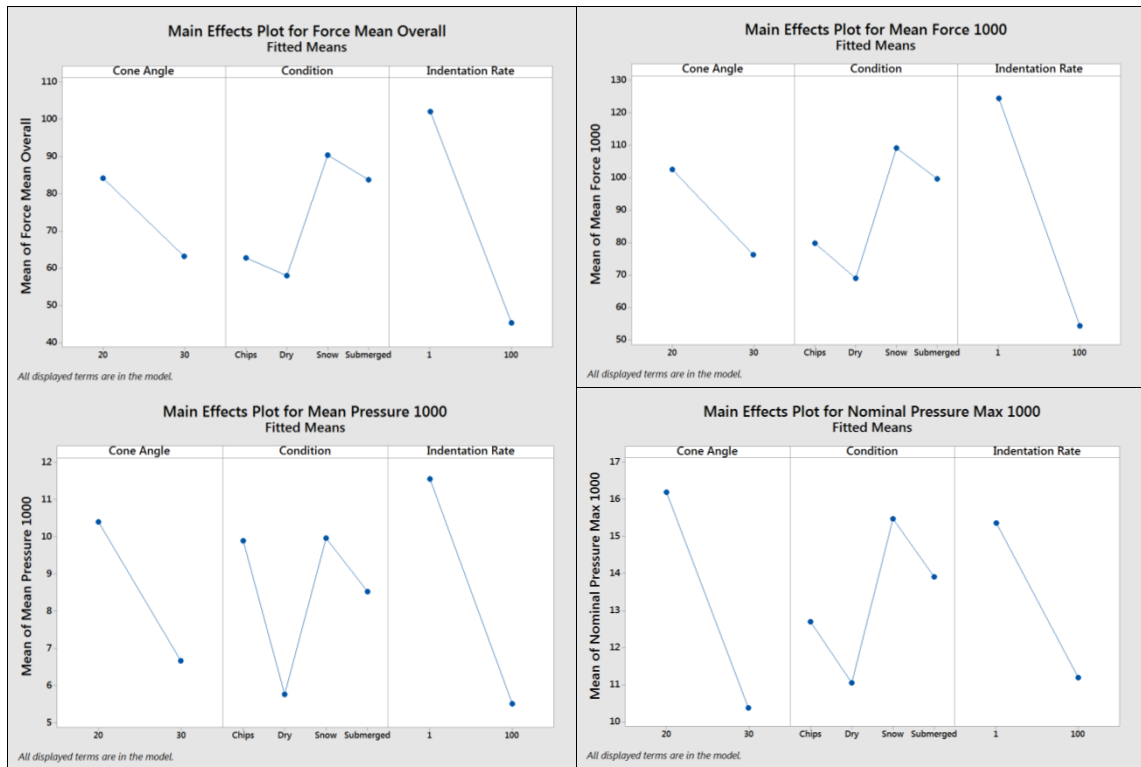 Main Effects Plot for Force Mean Overall
Fitted Means
Cone Angle Condition Indentation Rate
Mean of Force Mean Overall
110
100
90
80
70
60
50
40
20 30 Chips Dry Snow Submerged 1 100
All displayed terms are in the model.
Main Effects Plot for Mean Force 1000
Fitted Means
Cone Angle Condition Indentation Rate
Mean of Mean Force 1000
130
120
110
100
90
80
70
60
50
20 30 Chips Dry Snow Submerged 1 100
All displayed terms are in the model.
Main Effects Plot for Mean Pressure 1000
Fitted Means
Cone Angle Condition Indentation Rate
Mean of Mean Pressure 1000
12
11
10
9
8
7
6
5
20 30 Chips Dry Snow Submerged 1 100
All displayed terms are in the model.
Main Effects Plot for Nominal Pressure Max 1000
Fitted Means
Cone Angle Condition Indentation Rate
Mean of Nominal Pressure Max 1000
17
16
15
14
13
12
11
10
20 30 Chips Dry Snow Submerged 1 100
All displayed terms are in the model.